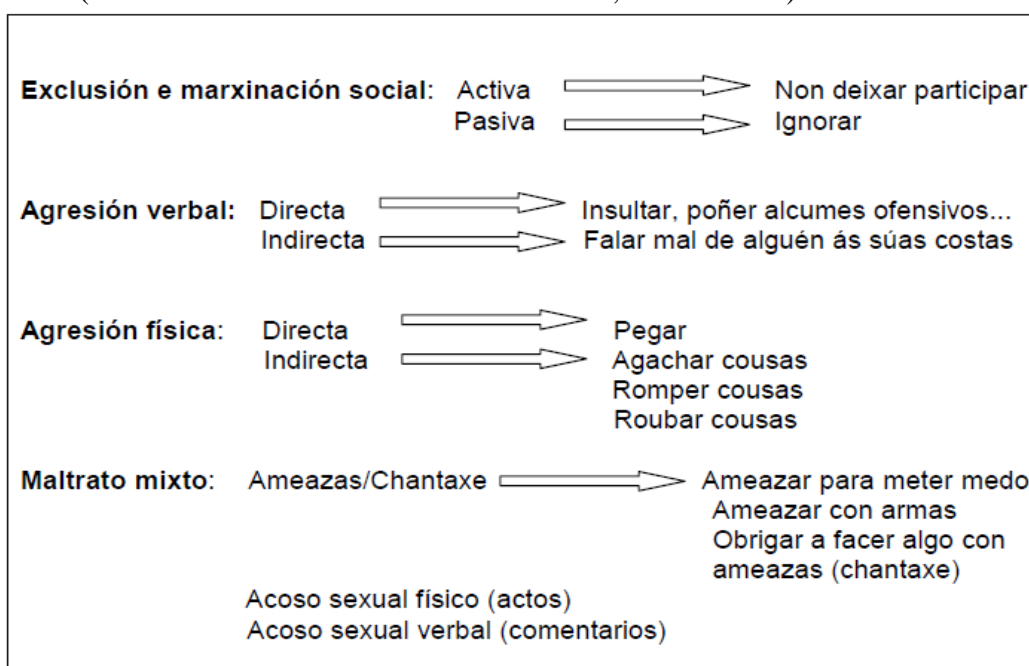 Exclusión e marxinación social: Activa Non deixar participar
Pasiva Ignorar
Agresión verbal: Directa Insultar, poñer alcumes ofensivos...
Indirecta Falar mal de alguén ás súas costas
Agresión física: Directa Pegar
Indirecta Agachar cousas
Romper cousas
Roubar cousas
Maltrato mixto: Ameazas/Chantaxe Ameazar para meter medo
Ameazar con armas
Obrigar a facer algo con
ameazas (chantaxe)
Acoso sexual físico (actos)
Acoso sexual verbal (comentarios)